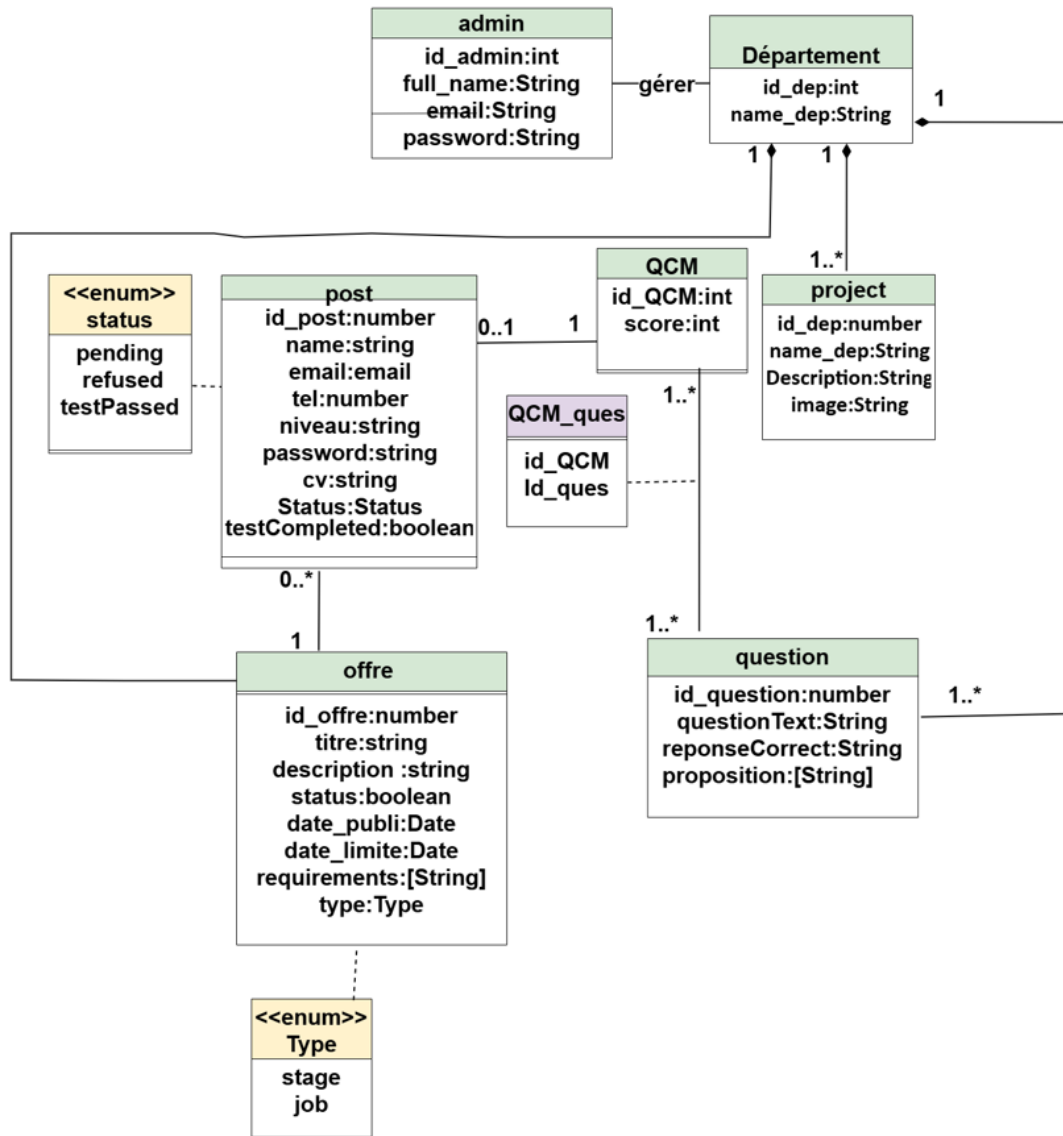 admin
id_admin:int
full_name:String
email:String
password:String
gérer
Département
id_dep:int
name_dep:String
1
1
1
1..*
<<enum>>
status
pending
refused
testPassed
post
id_post:number
name:string
email:email
tel:number
niveau:string
password:string
cv:string
Status:Status
testCompleted:boolean
0..1
1
QCM
id_QCM:int
score:int
1..*
project
id_dep:number
name_dep:String
Description:String
image:String
QCM_ques
id_QCM
Id_ques
0..*
1
1..*
offre
id_offre:number
titre:string
description :string
status:boolean
date_publi:Date
date_limite:Date
requirements:[String]
type:Type
question
id_question:number
questionText:String
reponseCorrect:String
proposition:[String]
1..*
<<enum>>
Type
stage
job